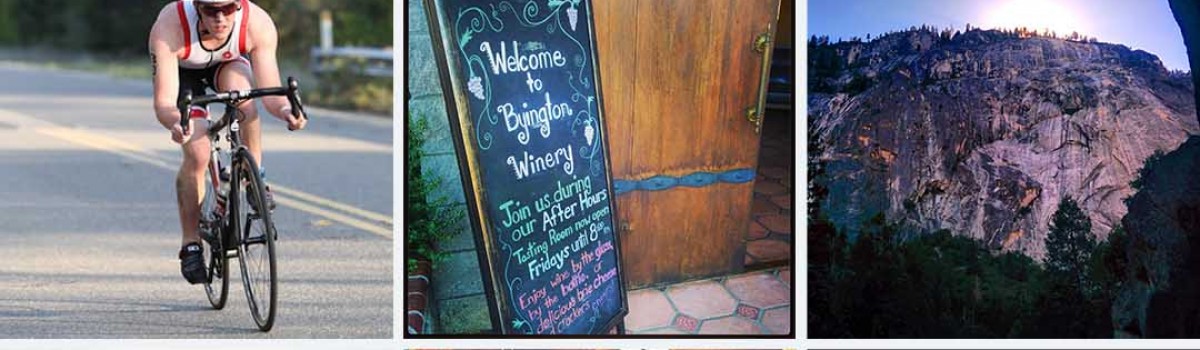 Welcome
to
Byington
Winery
Join us during
our After Hours
Tasting Room now open
Fridays until 8pm
Enjoy wine by the glass,
by the bottle, or
delicious brie cheese
crackers